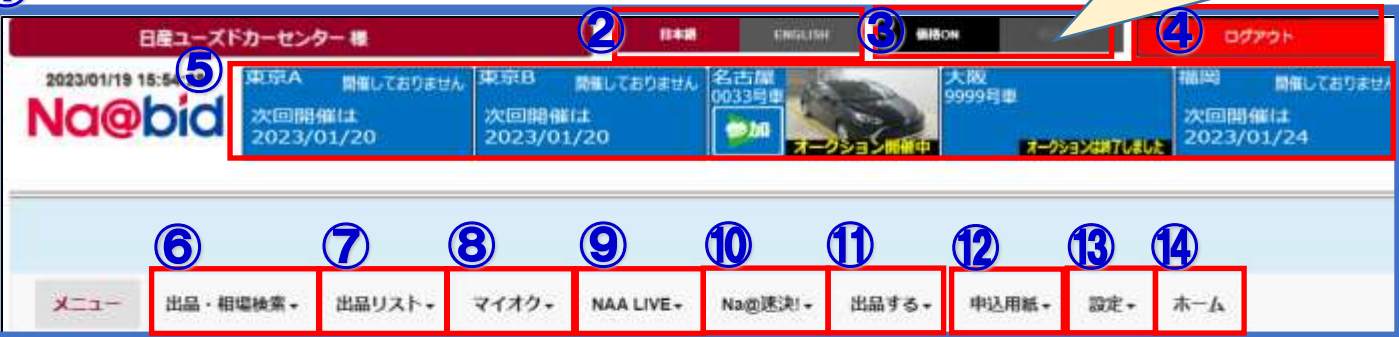 日産ユーズドカーセンター 様
② 日本語 ENGLISH
③ 価格ON
④ ログアウト
2023/01/19 15:54
⑤
Na@bid
東京A 開催しておりません
次回開催は
2023/01/20
東京B 開催しておりません
次回開催は
2023/01/20
名古屋
0033号車
参加
オークション開催中
大阪
9999号車
オークションは終了しました
福岡 開催しておりません
次回開催は
2023/01/24
⑥ ⑦ ⑧ ⑨ ⑩ ⑪ ⑫ ⑬ ⑭
メニュー 出品・相場検索 出品リスト マイオク NAA LIVE Na@速決! 出品する 申込用紙 設定 ホーム